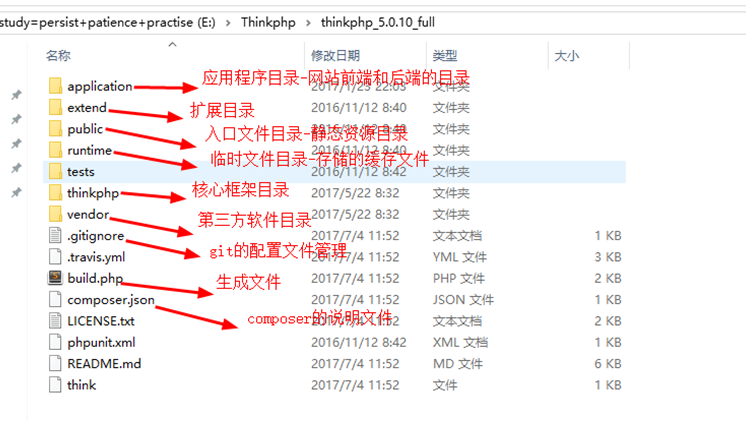 study=persist+patience+practise (E:) › Thinkphp › thinkphp_5.0.10_full
名称 修改日期 类型 大小
application 应用程序目录-网站前端和后端的目录 文件夹
extend 扩展目录 2016/11/12 8:40 文件夹
public 入口文件目录-静态资源目录 文件夹
runtime 临时文件目录-存储的缓存文件 文件夹
tests 2016/11/12 8:42 文件夹
thinkphp 核心框架目录 2017/5/22 8:32 文件夹
vendor 第三方软件目录 2017/5/22 8:32 文件夹
.gitignore 2017/7/4 11:52 文本文档 1 KB
.travis.yml git的配置文件管理 2017/7/4 11:52 YML 文件 3 KB
build.php 生成文件 2017/7/4 11:52 PHP 文件 2 KB
composer.json 2017/7/4 11:52 JSON 文件 1 KB
LICENSE.txt composer的说明文件 2017/7/4 11:52 文本文档 2 KB
phpunit.xml 2016/11/12 8:42 XML 文档 1 KB
README.md 2017/7/4 11:52 MD 文件 6 KB
think 2017/7/4 11:52 文件 1 KB